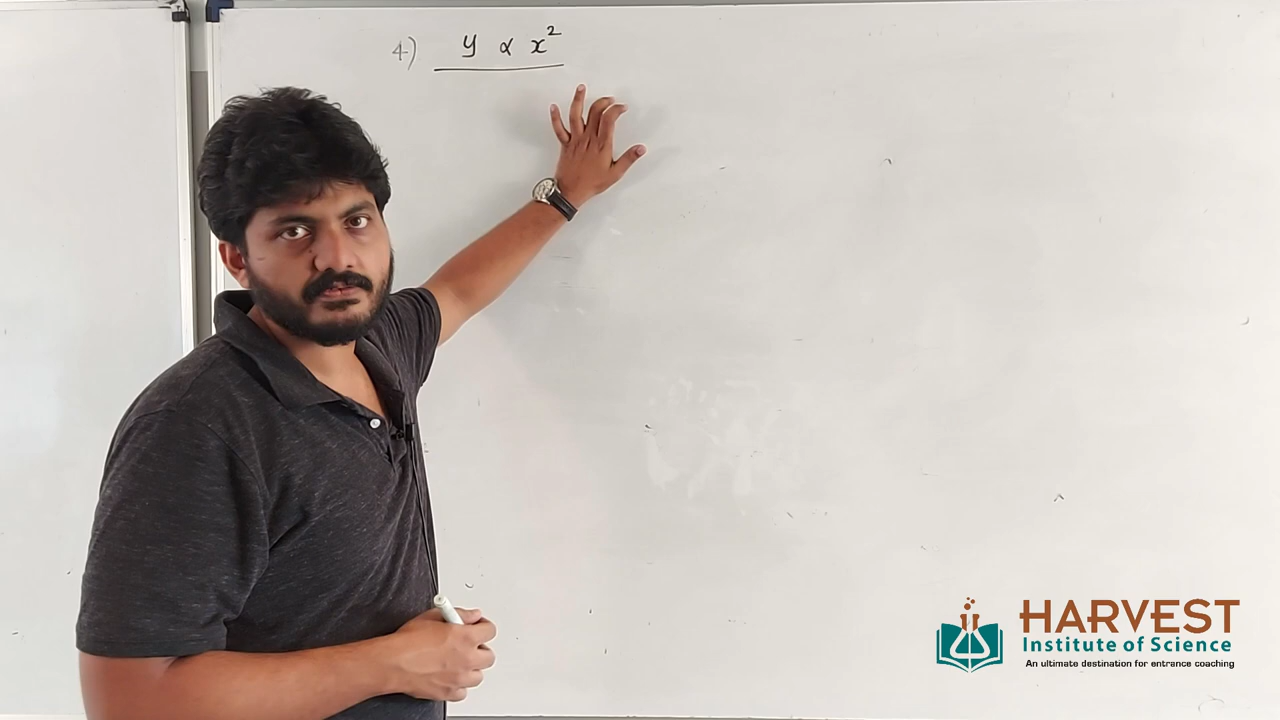 4) y ∝ x²
HARVEST
Institute of Science
An ultimate destination for entrance coaching